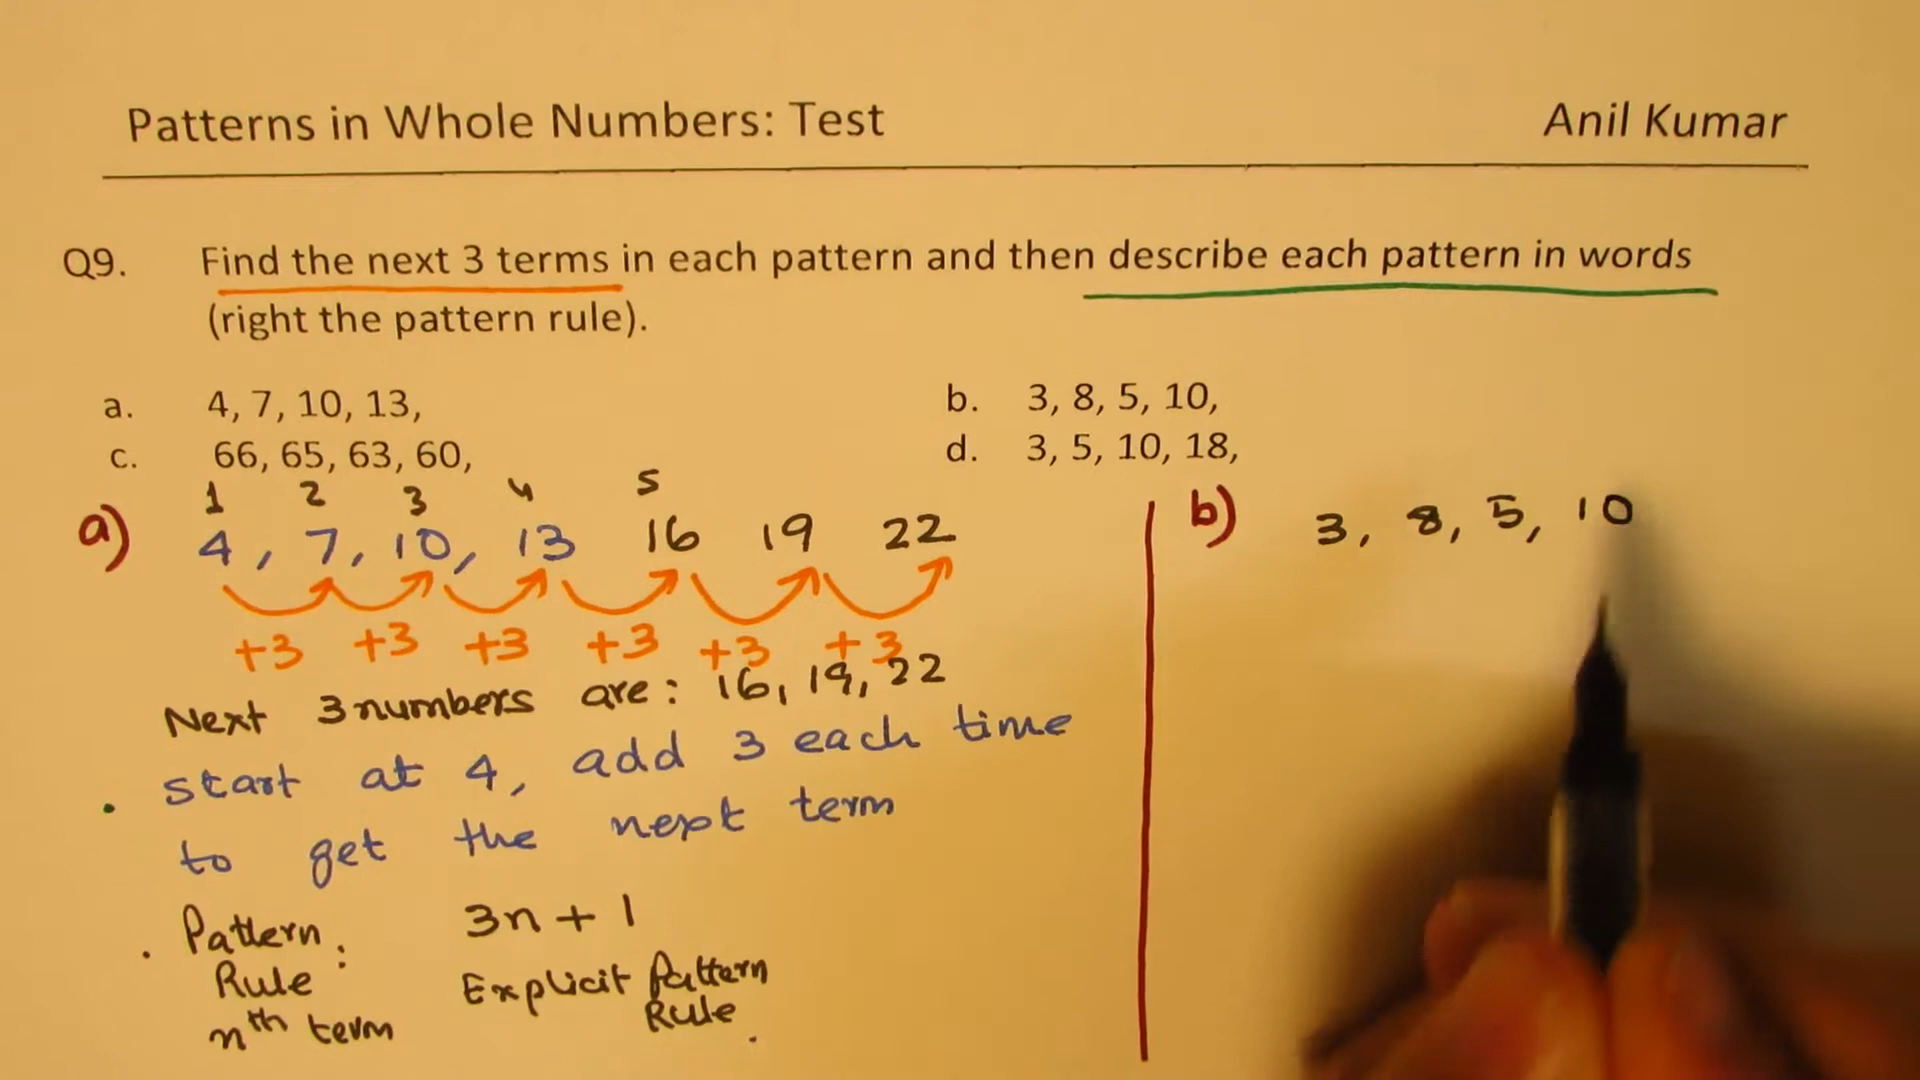 Patterns in Whole Numbers: Test
Anil Kumar
Q9. Find the next 3 terms in each pattern and then describe each pattern in words
(right the pattern rule).
a. 4, 7, 10, 13,
b. 3, 8, 5, 10,
c. 66, 65, 63, 60,
d. 3, 5, 10, 18,
1 2 3 4 5
a) 4, 7, 10, 13 16 19 22
+3 +3 +3 +3 +3 +3
Next 3 numbers are: 16, 19, 22
. start at 4, add 3 each time
to get the next term
. Pattern : 3n + 1
Rule
nth term
Explicit Pattern
Rule.
b) 3, 8, 5, 10